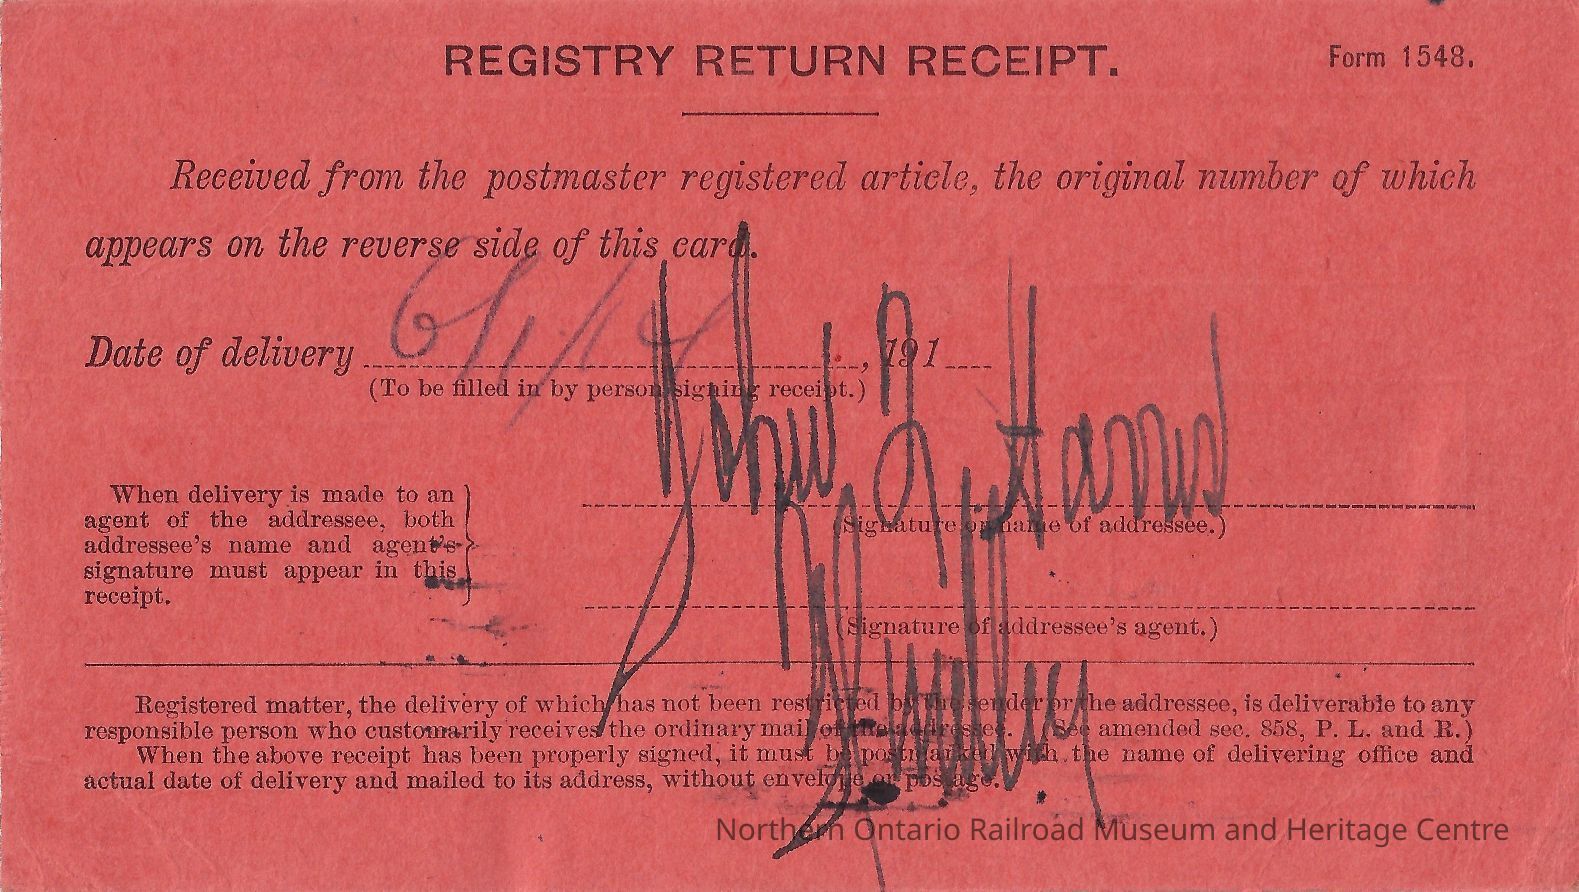 REGISTRY RETURN RECEIPT.
Form 1548.
Received from the postmaster registered article, the original number of which
appears on the reverse side of this card.
Date of delivery 6/1/14, 191
(To be filled in by person signing receipt.)
John Harris
When delivery is made to an
agent of the addressee, both
addressee's name and agent's
signature must appear in this
receipt.
(Signature or name of addressee.)
(Signature of addressee's agent.)
Registered matter, the delivery of which has not been restricted by the sender or the addressee, is deliverable to any
responsible person who customarily receives the ordinary mail of the addressee. (See amended sec. 858, P. L. and R.)
When the above receipt has been properly signed, it must be postmarked with the name of delivering office and
actual date of delivery and mailed to its address, without envelope or postage.
Northern Ontario Railroad Museum and Heritage Centre